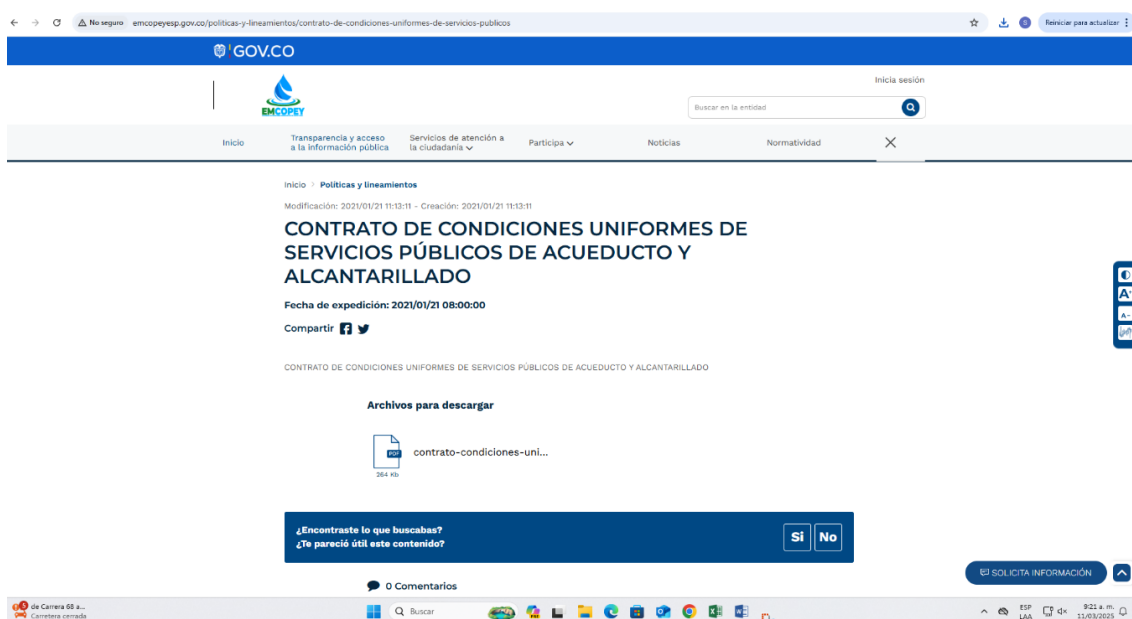 No seguro emcopeyesp.gov.co/politicas-y-lineamientos/contrato-de-condiciones-uniformes-de-servicios-publicos
S
Reiniciar para actualizar
GOV.CO
Inicia sesión
EMCOPEY
Buscar en la entidad
Inicio
Transparencia y acceso
a la información pública
Servicios de atención a
la ciudadanía
Participa
Noticias
Normatividad
Inicio Políticas y lineamientos
Modificación: 2021/01/21 11:13:11 - Creación: 2021/01/21 11:13:11
CONTRATO DE CONDICIONES UNIFORMES DE
SERVICIOS PÚBLICOS DE ACUEDUCTO Y
ALCANTARILLADO
Fecha de expedición: 2021/01/21 08:00:00
Compartir
CONTRATO DE CONDICIONES UNIFORMES DE SERVICIOS PÚBLICOS DE ACUEDUCTO Y ALCANTARILLADO
Archivos para descargar
PDF
contrato-condiciones-uni...
264 Kb
¿Encontraste lo que buscabas?
¿Te pareció útil este contenido?
Si No
0 Comentarios
SOLICITA INFORMACIÓN
A+
A-
de Carrera 68 a...
Carretera cerrada
Buscar
ESP
LAA
9:21 a. m.
11/03/2025